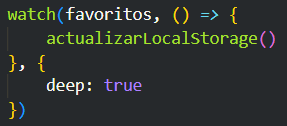 watch(favoritos, () => {
    actualizarLocalStorage()
}, {
    deep: true
})